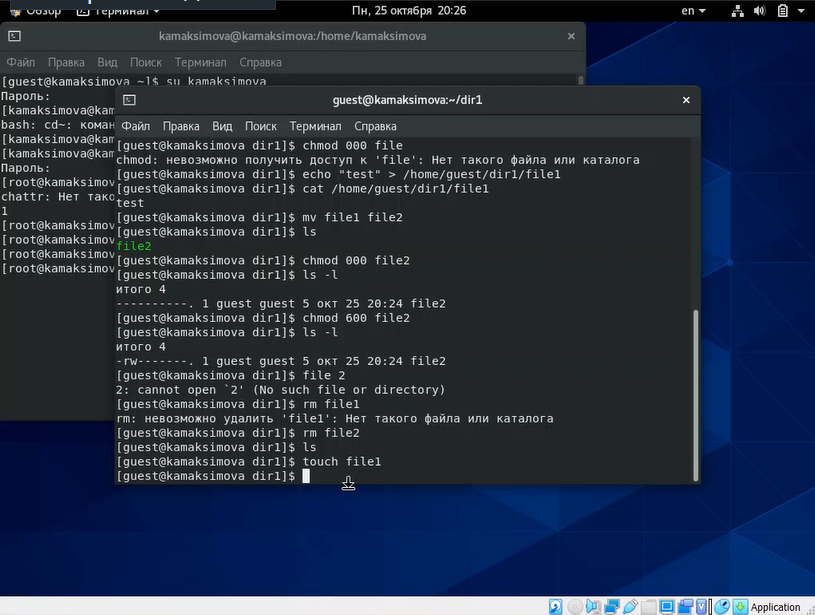 Обзор Терминал Пн, 25 октября 20:26 en
kamaksimova@kamaksimova:/home/kamaksimova
Файл Правка Вид Поиск Терминал Справка
[guest@kamaksimova ~]$ su kamaksimova
Пароль:
[kamaksimova@kam
bash: cd~: коман
[kamaksimova@kam
[kamaksimova@kam
Пароль:
[root@kamaksimov
chattr: Нет тако
1
[root@kamaksimov
[root@kamaksimov
[root@kamaksimov
[root@kamaksimov
guest@kamaksimova:~/dir1
Файл Правка Вид Поиск Терминал Справка
[guest@kamaksimova dir1]$ chmod 000 file
chmod: невозможно получить доступ к 'file': Нет такого файла или каталога
[guest@kamaksimova dir1]$ echo "test" > /home/guest/dir1/file1
[guest@kamaksimova dir1]$ cat /home/guest/dir1/file1
test
[guest@kamaksimova dir1]$ mv file1 file2
[guest@kamaksimova dir1]$ ls
file2
[guest@kamaksimova dir1]$ chmod 000 file2
[guest@kamaksimova dir1]$ ls -l
итого 4
----------. 1 guest guest 5 окт 25 20:24 file2
[guest@kamaksimova dir1]$ chmod 600 file2
[guest@kamaksimova dir1]$ ls -l
итого 4
-rw-------. 1 guest guest 5 окт 25 20:24 file2
[guest@kamaksimova dir1]$ file 2
2: cannot open `2' (No such file or directory)
[guest@kamaksimova dir1]$ rm file1
rm: невозможно удалить 'file1': Нет такого файла или каталога
[guest@kamaksimova dir1]$ rm file2
[guest@kamaksimova dir1]$ ls
[guest@kamaksimova dir1]$ touch file1
[guest@kamaksimova dir1]$
Application